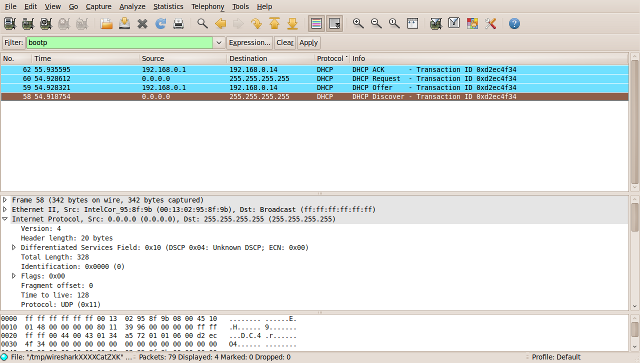 File Edit View Go Capture Analyze Statistics Telephony Tools Help
Filter: bootp Expression... Clear Apply
No. Time Source Destination Protocol Info
62 55.935595 192.168.0.1 192.168.0.14 DHCP DHCP ACK - Transaction ID 0xd2ec4f34
60 54.928612 0.0.0.0 255.255.255.255 DHCP DHCP Request - Transaction ID 0xd2ec4f34
59 54.928321 192.168.0.1 192.168.0.14 DHCP DHCP Offer - Transaction ID 0xd2ec4f34
58 54.918754 0.0.0.0 255.255.255.255 DHCP DHCP Discover - Transaction ID 0xd2ec4f34
Frame 58 (342 bytes on wire, 342 bytes captured)
Ethernet II, Src: IntelCor_95:8f:9b (00:13:02:95:8f:9b), Dst: Broadcast (ff:ff:ff:ff:ff:ff)
Internet Protocol, Src: 0.0.0.0 (0.0.0.0), Dst: 255.255.255.255 (255.255.255.255)
Version: 4
Header length: 20 bytes
Differentiated Services Field: 0x10 (DSCP 0x04: Unknown DSCP; ECN: 0x00)
Total Length: 328
Identification: 0x0000 (0)
Flags: 0x00
Fragment offset: 0
Time to live: 128
Protocol: UDP (0x11)
0000 ff ff ff ff ff ff 00 13 02 95 8f 9b 08 00 45 10 ........ ......E.
0010 01 48 00 00 00 00 80 11 39 96 00 00 00 00 ff ff .H...... 9.......
0020 ff ff 00 44 00 43 01 34 a5 72 01 01 06 00 d2 ec ...D.C.4 .r......
0030 4f 34 00 00 00 00 00 00 00 00 00 00 00 00 00 00 O4...... ........
File: "/tmp/wiresharkXXXXCatZXK" ... Packets: 79 Displayed: 4 Marked: 0 Dropped: 0 Profile: Default